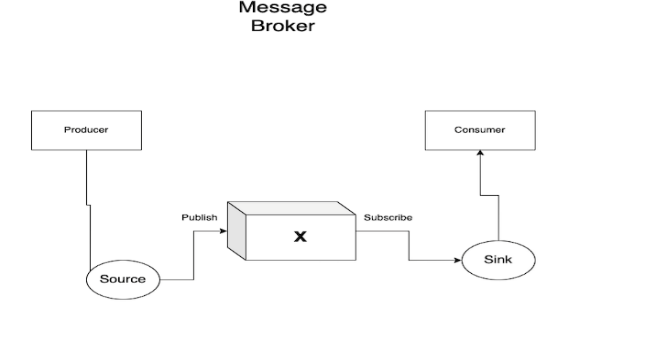 Message
Broker
Producer
Consumer
Publish
Subscribe
X
Source
Sink